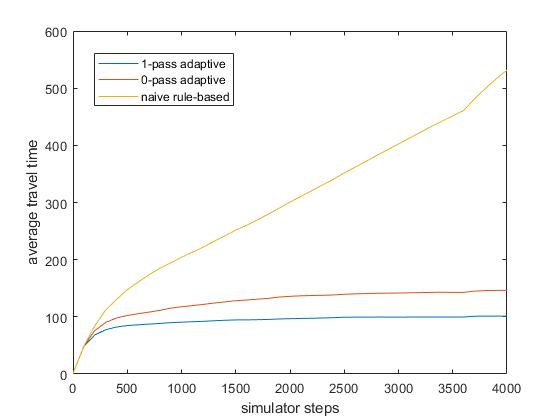 600
500
400
300
200
100
0
average travel time
1-pass adaptive
0-pass adaptive
naive rule-based
0 500 1000 1500 2000 2500 3000 3500 4000
simulator steps